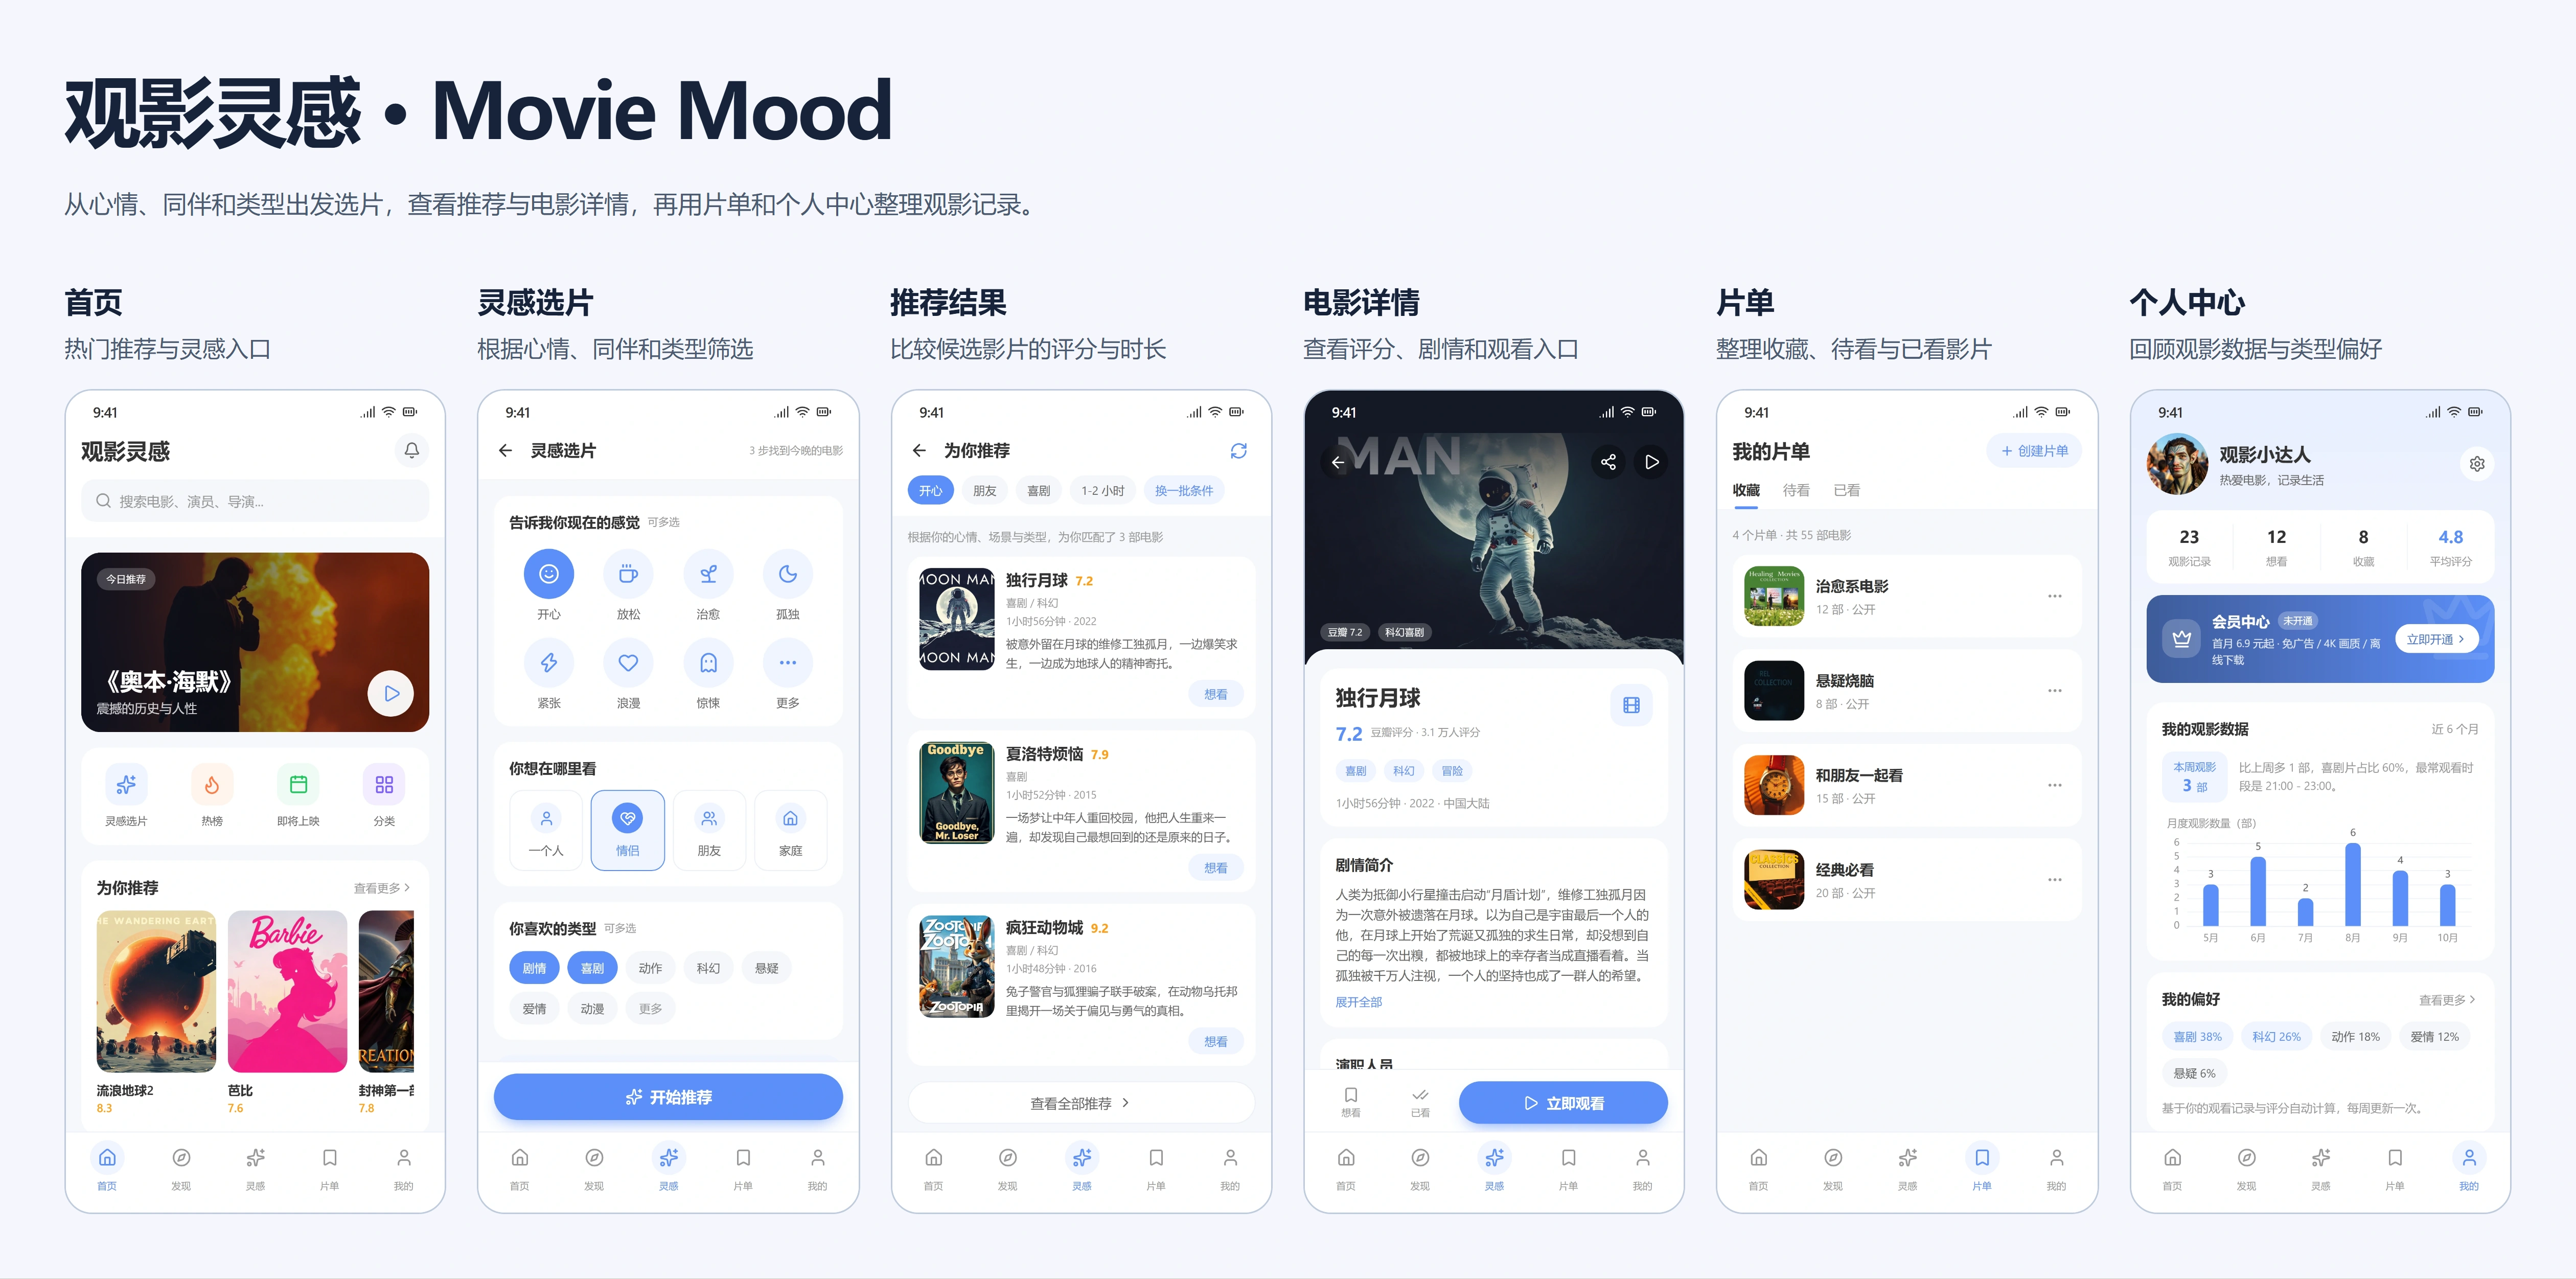 观影灵感 • Movie Mood
从心情、同伴和类型出发选片，查看推荐与电影详情，再用片单和个人中心整理观影记录。
首页
热门推荐与灵感入口
9:41
观影灵感
搜索电影、演员、导演...
今日推荐
《奥本·海默》
震撼的历史与人性
灵感选片
热榜
即将上映
分类
为你推荐
查看更多
HE WANDERING EART
Barbie
REATION
流浪地球2
芭比
封神第一部
8.3
7.6
7.8
首页
发现
灵感
片单
我的
灵感选片
根据心情、同伴和类型筛选
9:41
灵感选片
3 步找到今晚的电影
告诉我你现在的感觉 可多选
开心
放松
治愈
孤独
紧张
浪漫
惊悚
更多
你想在哪里看
一个人
情侣
朋友
家庭
你喜欢的类型 可多选
剧情
喜剧
动作
科幻
悬疑
爱情
动漫
更多
开始推荐
首页
发现
灵感
片单
我的
推荐结果
比较候选影片的评分与时长
9:41
为你推荐
开心
朋友
喜剧
1-2 小时
换一批条件
根据你的心情、场景与类型，为你匹配了 3 部电影
MOON MAN
MOON MAN
独行月球 7.2
喜剧 / 科幻
1小时56分钟 · 2022
被意外留在月球的维修工独孤月，一边爆笑求
生，一边成为地球人的精神寄托。
想看
Goodbye
Goodbye,
Mr. Loser
夏洛特烦恼 7.9
喜剧
1小时52分钟 · 2015
一场梦让中年人重回校园，他把人生重来一
遍，却发现自己最想回到的还是原来的日子。
想看
ZOOTOPIA
ZOOTOPIA
ZOOTOPIA
疯狂动物城 9.2
喜剧 / 科幻
1小时48分钟 · 2016
兔子警官与狐狸骗子联手破案，在动物乌托邦
里揭开一场关于偏见与勇气的真相。
想看
查看全部推荐
首页
发现
灵感
片单
我的
电影详情
查看评分、剧情和观看入口
9:41
MAN
豆瓣 7.2
科幻喜剧
独行月球
7.2 豆瓣评分 · 3.1 万人评分
喜剧
科幻
冒险
1小时56分钟 · 2022 · 中国大陆
剧情简介
人类为抵御小行星撞击启动“月盾计划”，维修工独孤月因
为一次意外被遗落在月球。以为自己是宇宙最后一个人的
他，在月球上开始了荒诞又孤独的求生日常，却没想到自
己的每一次出糗，都被地球上的幸存者当成直播看着。当
孤独被千万人注视，一个人的坚持也成了一群人的希望。
展开全部
演职人员
想看
已看
立即观看
首页
发现
灵感
片单
我的
片单
整理收藏、待看与已看影片
9:41
我的片单
+ 创建片单
收藏
待看
已看
4 个片单 · 共 55 部电影
Healing Movies
COLLECTION
治愈系电影
12 部 · 公开
COLLECTION
悬疑烧脑
8 部 · 公开
和朋友一起看
15 部 · 公开
CLASSICS
COLLECTION
经典必看
20 部 · 公开
首页
发现
灵感
片单
我的
个人中心
回顾观影数据与类型偏好
9:41
观影小达人
热爱电影，记录生活
23
12
8
4.8
观影记录
想看
收藏
平均评分
会员中心 未开通
首月 6.9 元起 · 免广告 / 4K 画质 / 离
线下载
立即开通
我的观影数据
近 6 个月
本周观影
3 部
比上周多 1 部，喜剧片占比 60%，最常观看时
段是 21:00 - 23:00。
月度观影数量（部）
6
5
4
3
2
1
0
3
5
2
6
4
3
5月
6月
7月
8月
9月
10月
我的偏好
查看更多
喜剧 38%
科幻 26%
动作 18%
爱情 12%
悬疑 6%
基于你的观看记录与评分自动计算，每周更新一次。
首页
发现
灵感
片单
我的